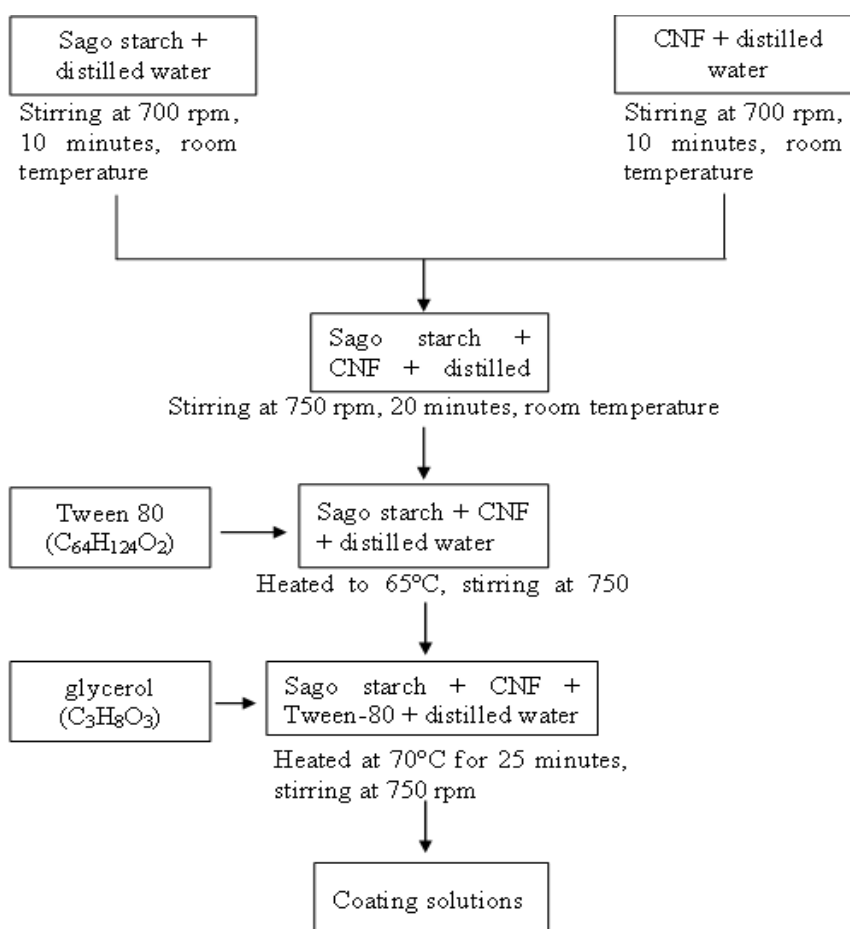 Sago starch +
distilled water
CNF + distilled
water
Stirring at 700 rpm,
10 minutes, room
temperature
Stirring at 700 rpm,
10 minutes, room
temperature
Sago starch +
CNF + distilled
Stirring at 750 rpm, 20 minutes, room temperature
Tween 80
(C₆₄H₁₂₄O₂)
Sago starch + CNF
+ distilled water
Heated to 65°C, stirring at 750
glycerol
(C₃H₈O₃)
Sago starch + CNF +
Tween-80 + distilled water
Heated at 70°C for 25 minutes,
stirring at 750 rpm
Coating solutions